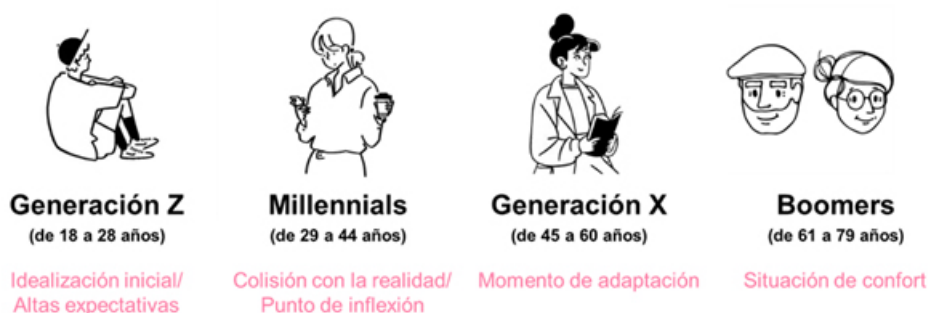 Generación Z
(de 18 a 28 años)
Idealización inicial/
Altas expectativas
Millennials
(de 29 a 44 años)
Colisión con la realidad/
Punto de inflexión
Generación X
(de 45 a 60 años)
Momento de adaptación
Boomers
(de 61 a 79 años)
Situación de confort